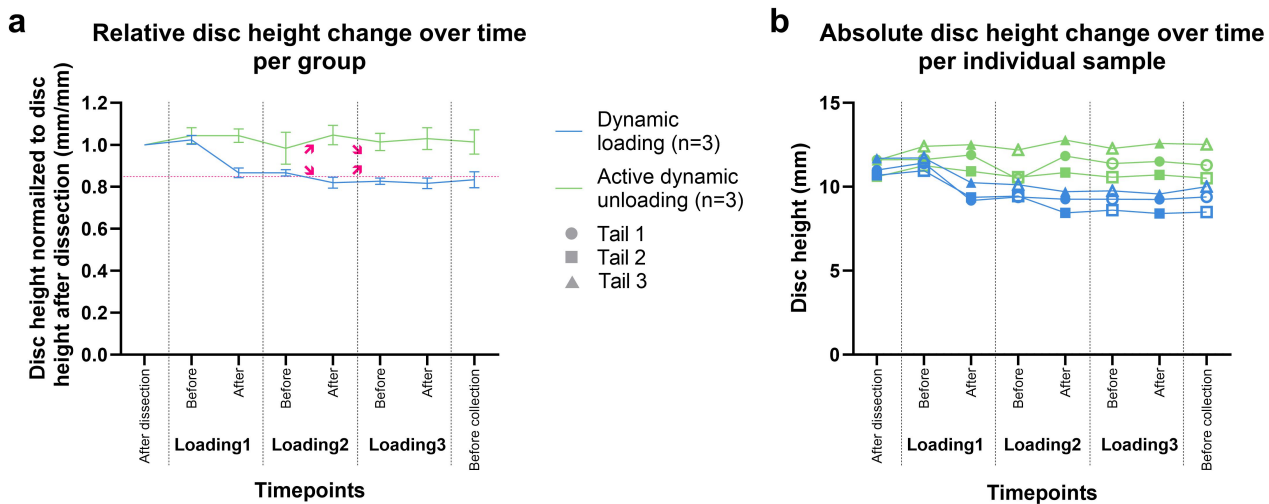 a
Relative disc height change over time
per group
Disc height normalized to disc
height after dissection (mm/mm)
1.2
1.0
0.8
0.6
0.4
0.2
0.0
After dissection
Before
After
Before
After
Before
After
Before collection
Loading1
Loading2
Loading3
Timepoints
Dynamic
loading (n=3)
Active dynamic
unloading (n=3)
Tail 1
Tail 2
Tail 3
b
Absolute disc height change over time
per individual sample
Disc height (mm)
15
10
5
0
After dissection
Before
After
Before
After
Before
After
Before collection
Loading1
Loading2
Loading3
Timepoints